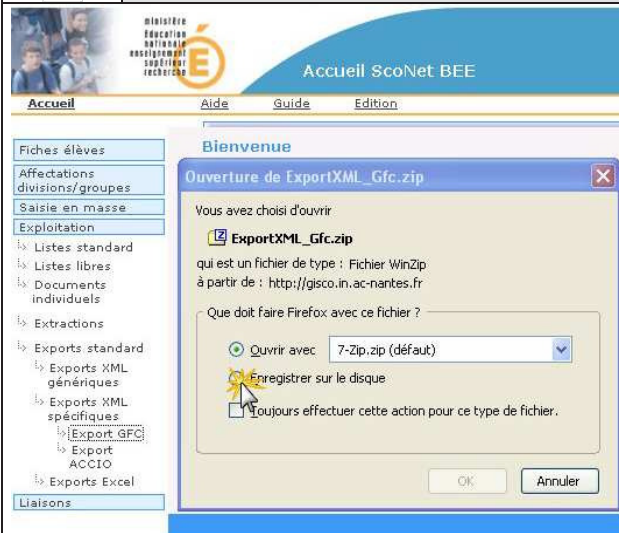 ministère
éducation
nationale
enseignement
supérieur
recherche
É
Accueil ScoNet BEE
Accueil
Aide
Guide
Edition
Fiches élèves
Affectations
divisions/groupes
Saisie en masse
Exploitation
Listes standard
Listes libres
Documents
individuels
Extractions
Exports standard
Exports XML
génériques
Exports XML
spécifiques
Export GFC
Export
ACCIO
Exports Excel
Liaisons
Bienvenue
Ouverture de ExportXML_Gfc.zip
Vous avez choisi d'ouvrir
ExportXML_Gfc.zip
qui est un fichier de type : Fichier WinZip
à partir de : http://gisco.in.ac-nantes.fr
Que doit faire Firefox avec ce fichier ?
Ouvrir avec 7-Zip.zip (défaut)
Enregistrer sur le disque
Toujours effectuer cette action pour ce type de fichier.
OK Annuler